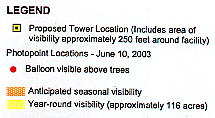 LEGEND
Proposed Tower Location (Includes area of
visibility approximately 250 feet around facility)
Photopoint Locations - June 10, 2003
Balloon visible above trees
Anticipated seasonal visibility
Year-round visibility (approximately 116 acres)